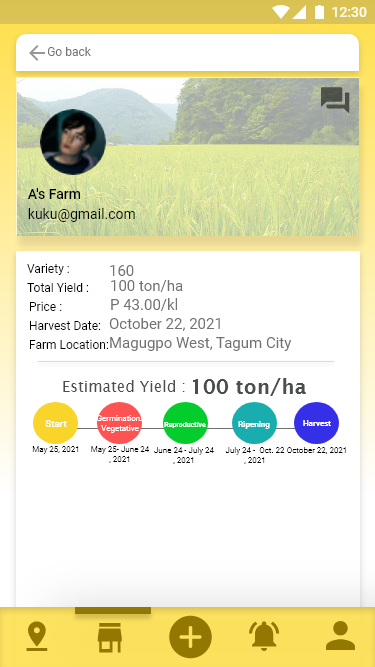 12:30
Go back
A's Farm
kuku@gmail.com
Variety : 160
Total Yield : 100 ton/ha
Price : P 43.00/kl
Harvest Date: October 22, 2021
Farm Location: Magugpo West, Tagum City
Estimated Yield : 100 ton/ha
Start
Germination,
Vegetative
Reproductive
Ripening
Harvest
May 25, 2021
May 25- June 24
, 2021
June 24 - July 24
, 2021
July 24 - Oct. 22
, 2021
October 22, 2021